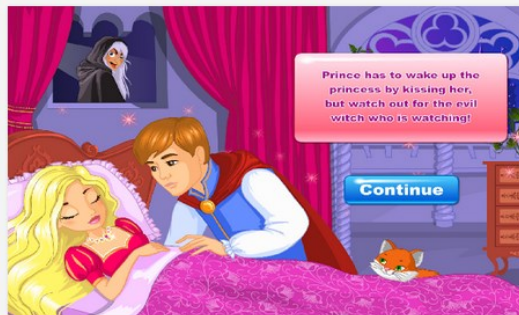 Prince has to wake up the
princess by kissing her,
but watch out for the evil
witch who is watching!
Continue